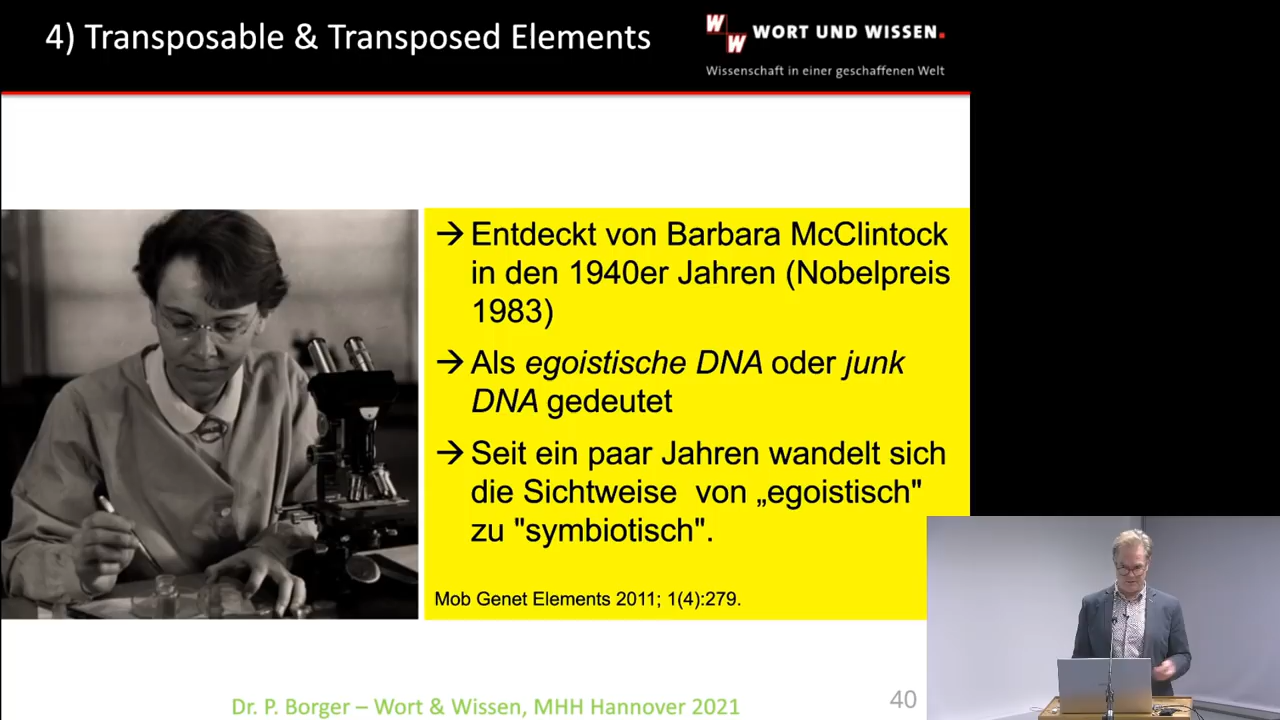 4) Transposable & Transposed Elements
W
W
WORT UND WISSEN.
Wissenschaft in einer geschaffenen Welt
→ Entdeckt von Barbara McClintock
in den 1940er Jahren (Nobelpreis
1983)
→ Als egoistische DNA oder junk
DNA gedeutet
→ Seit ein paar Jahren wandelt sich
die Sichtweise von „egoistisch"
zu "symbiotisch".
Mob Genet Elements 2011; 1(4):279.
Dr. P. Borger – Wort & Wissen, MHH Hannover 2021
40